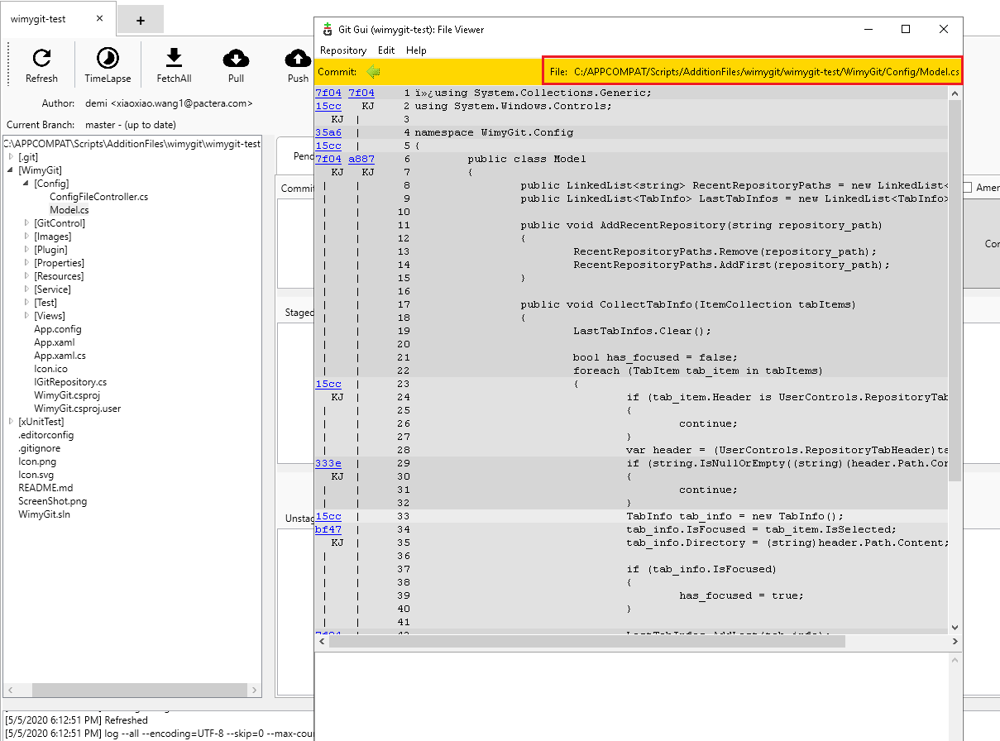 wimygit-test ✕ +
Refresh TimeLapse FetchAll Pull Push
Author: demi <xiaoxiao.wang1@pactera.com>
Current Branch: master - (up to date)
C:\APPCOMPAT\Scripts\AdditionFiles\wimygit\wimygit-test
[.git]
[WimyGit]
[Config]
ConfigFileController.cs
Model.cs
[GitControl]
[Images]
[Plugin]
[Properties]
[Resources]
[Service]
[Test]
[Views]
App.config
App.xaml
App.xaml.cs
Icon.ico
IGitRepository.cs
WimyGit.csproj
WimyGit.csproj.user
[xUnitTest]
.editorconfig
.gitignore
Icon.png
Icon.svg
README.md
ScreenShot.png
WimyGit.sln
Pend
Commit
Staged
Unstag
Amen
Co
[5/5/2020 6:12:51 PM] Refreshed
[5/5/2020 6:12:51 PM] log --all --encoding=UTF-8 --skip=0 --max-cou
Git Gui (wimygit-test): File Viewer
Repository Edit Help
Commit:
File: C:/APPCOMPAT/Scripts/AdditionFiles/wimygit/wimygit-test/WimyGit/Config/Model.cs
7f04 7f04 1 ï»¿using System.Collections.Generic;
15cc KJ 2 using System.Windows.Controls;
KJ | 3
35a6 | 4 namespace WimyGit.Config
15cc | 5 {
7f04 a887 6 public class Model
KJ KJ 7 {
| | 8 public LinkedList<string> RecentRepositoryPaths = new LinkedList<
| | 9 public LinkedList<TabInfo> LastTabInfos = new LinkedList<TabInfo>
| | 10
| | 11 public void AddRecentRepository(string repository_path)
| | 12 {
| | 13 RecentRepositoryPaths.Remove(repository_path);
| | 14 RecentRepositoryPaths.AddFirst(repository_path);
| | 15 }
| | 16
| | 17 public void CollectTabInfo(ItemCollection tabItems)
| | 18 {
| | 19 LastTabInfos.Clear();
| | 20
| | 21 bool has_focused = false;
| | 22 foreach (TabItem tab_item in tabItems)
15cc | 23 {
KJ | 24 if (tab_item.Header is UserControls.RepositoryTab
| | 25 {
| | 26 continue;
| | 27 }
| | 28 var header = (UserControls.RepositoryTabHeader)ta
333e | 29 if (string.IsNullOrEmpty((string)(header.Path.Con
KJ | 30 {
| | 31 continue;
| | 32 }
15cc | 33 TabInfo tab_info = new TabInfo();
bf47 | 34 tab_info.IsFocused = tab_item.IsSelected;
KJ | 35 tab_info.Directory = (string)header.Path.Content;
| | 36
| | 37 if (tab_info.IsFocused)
| | 38 {
| | 39 has_focused = true;
| | 40 }
| | 41
7f04 | 42 LastTabInfos.AddLast(tab_info);